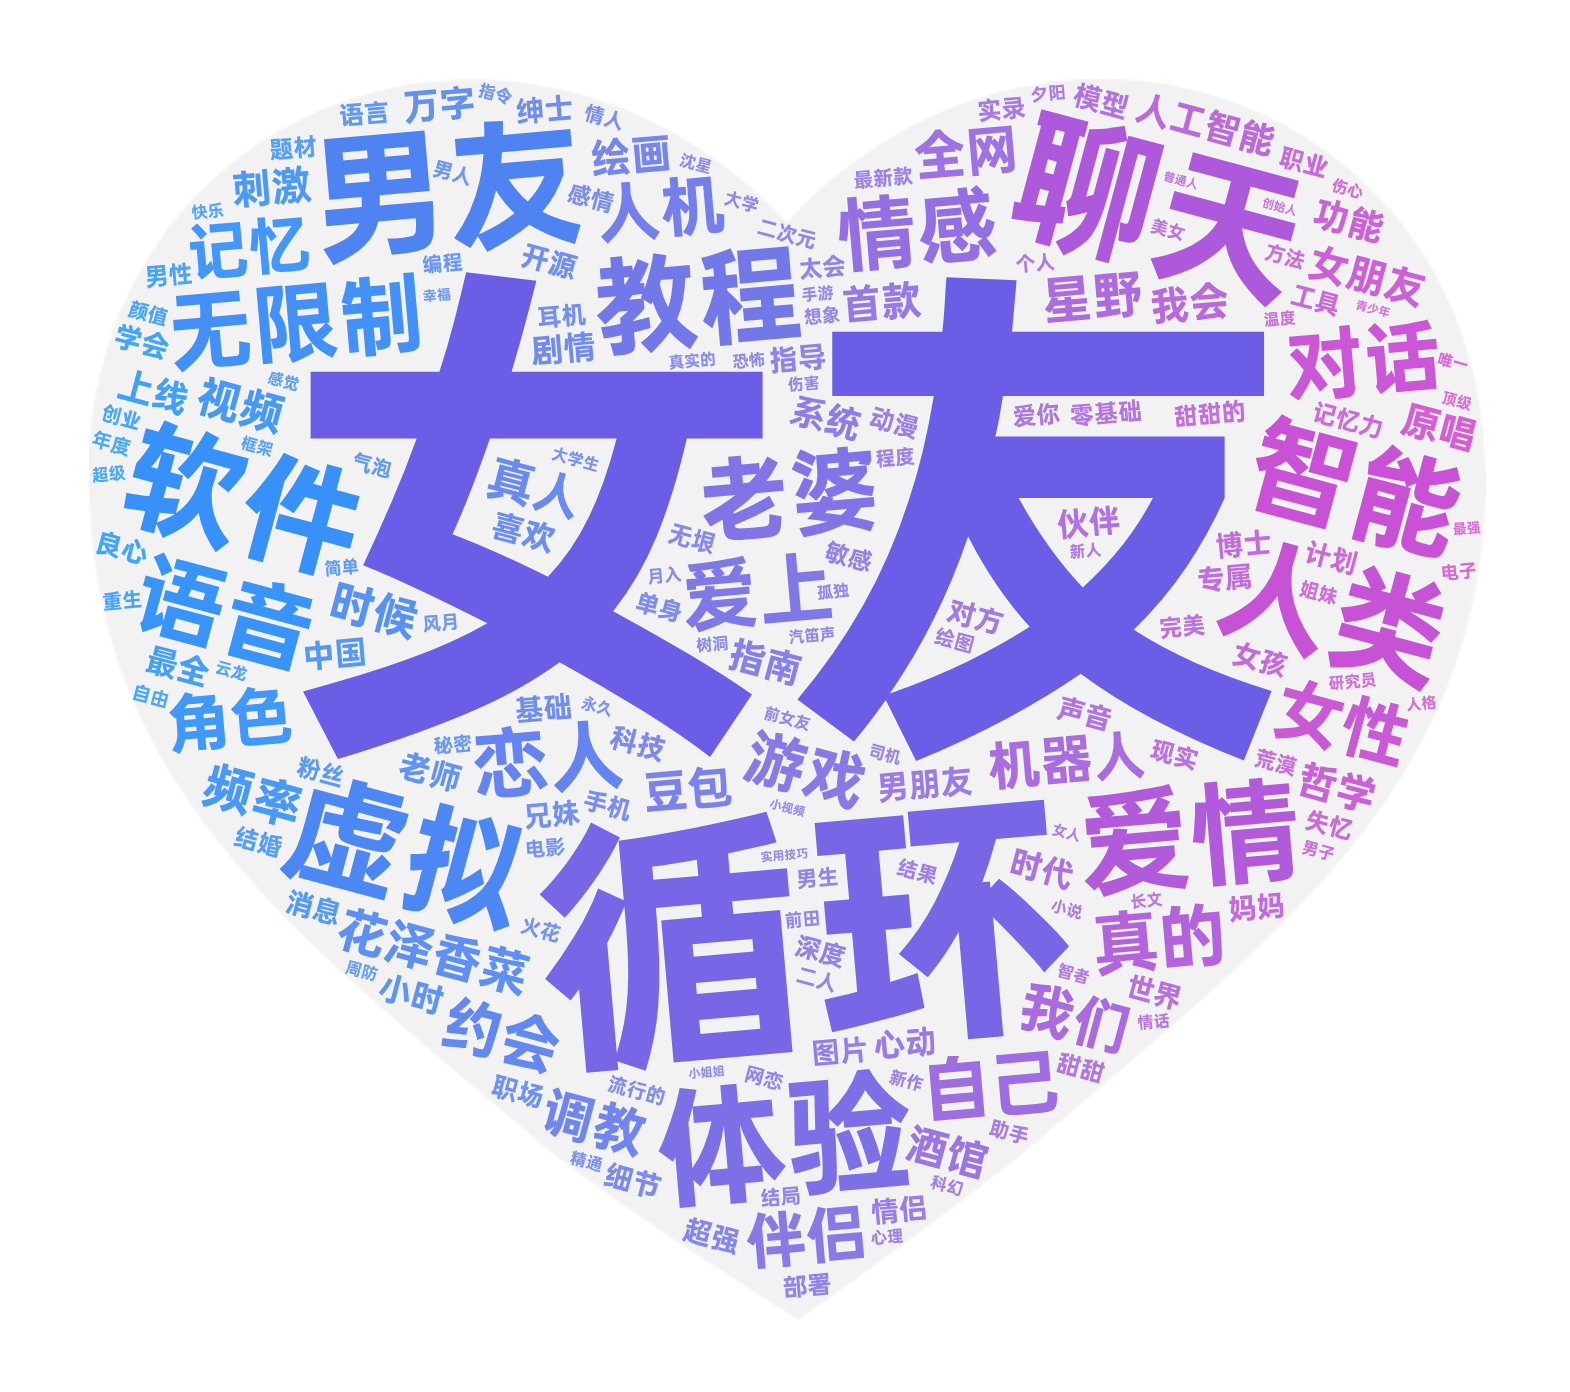 语言
万字
指令
绅士
情人
实录
夕阳
模型
人工智能
题材
男友
男人
绘画
沈星
全网
聊天
职业
刺激
感情
人机
大学
最新款
普通人
伤心
快乐
记忆
二次元
情感
美女
创始人
功能
男性
编程
开源
教程
太会
个人
方法
女朋友
无限制
幸福
手游
首款
星野
我会
工具
青少年
颜值
耳机
想象
温度
学会
剧情
真实的
恐怖
指导
对话
唯一
上线
视频
感觉
女友
伤害
系统
动漫
爱你
零基础
甜甜的
记忆力
顶级
原唱
创业
年度
框架
气泡
大学生
程度
智能
超级
软件
真人
老婆
喜欢
伙伴
新人
最强
良心
简单
无垠
敏感
博士
计划
电子
重生
语音
时候
风月
月入
单身
爱上
孤独
专属
姐妹
人类
对方
绘图
完美
中国
树洞
汽笛声
指南
女孩
最全
云龙
研究员
自由
角色
基础
永久
前女友
声音
女性
人格
秘密
恋人
科技
司机
机器人
现实
荒漠
频率
粉丝
老师
豆包
游戏
男朋友
哲学
兄妹
手机
小视频
结婚
虚拟
电影
循环
实用技巧
女人
爱情
失忆
男子
男生
结果
时代
消息
花泽香菜
火花
前田
小说
长文
真的
妈妈
周防
小时
深度
二人
智者
世界
约会
我们
情话
图片
心动
职场
流行的
小姐姐
网恋
新作
自己
甜甜
调教
体验
酒馆
助手
精通
细节
结局
科幻
超强
伴侣
情侣
心理
部署